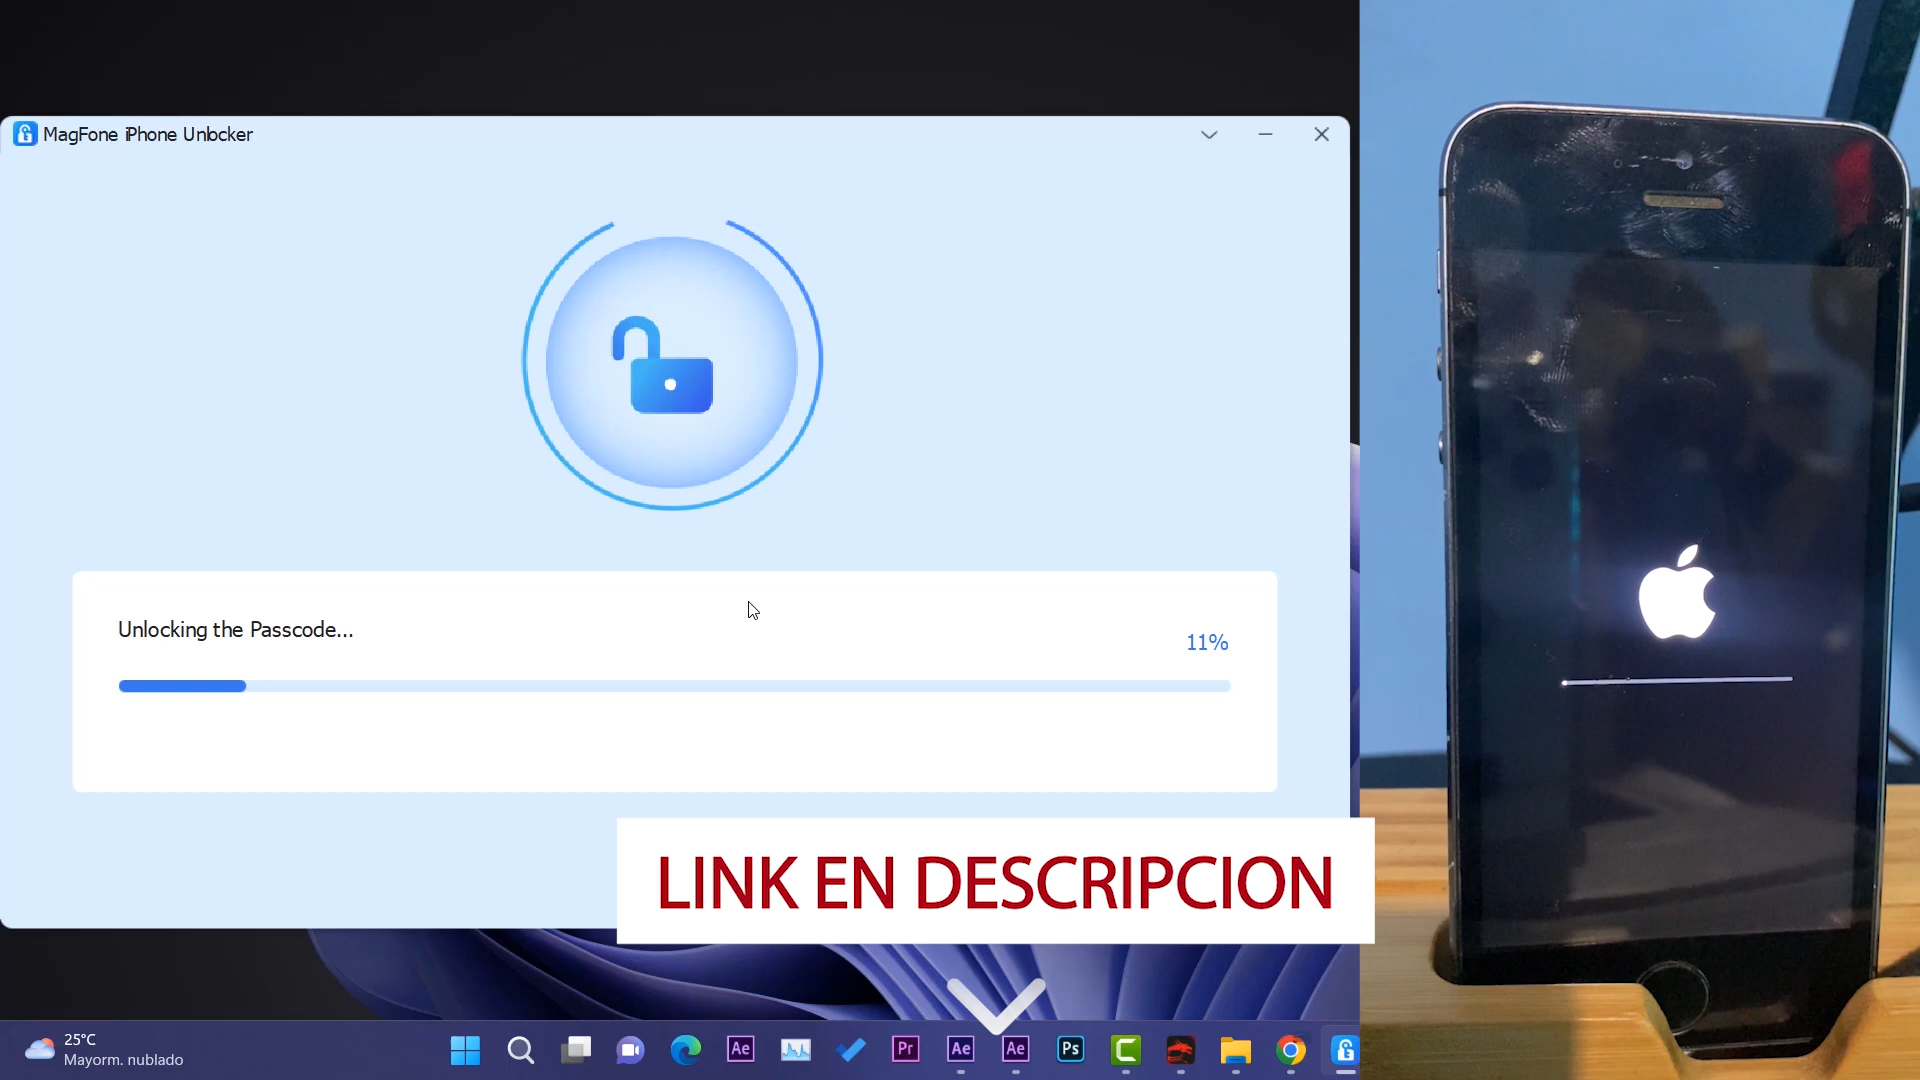 MagFone iPhone Unlocker
Unlocking the Passcode...
11%
LINK EN DESCRIPCION
25°C
Mayorm. nublado
Ae
Pr
Ae
Ae
Ps